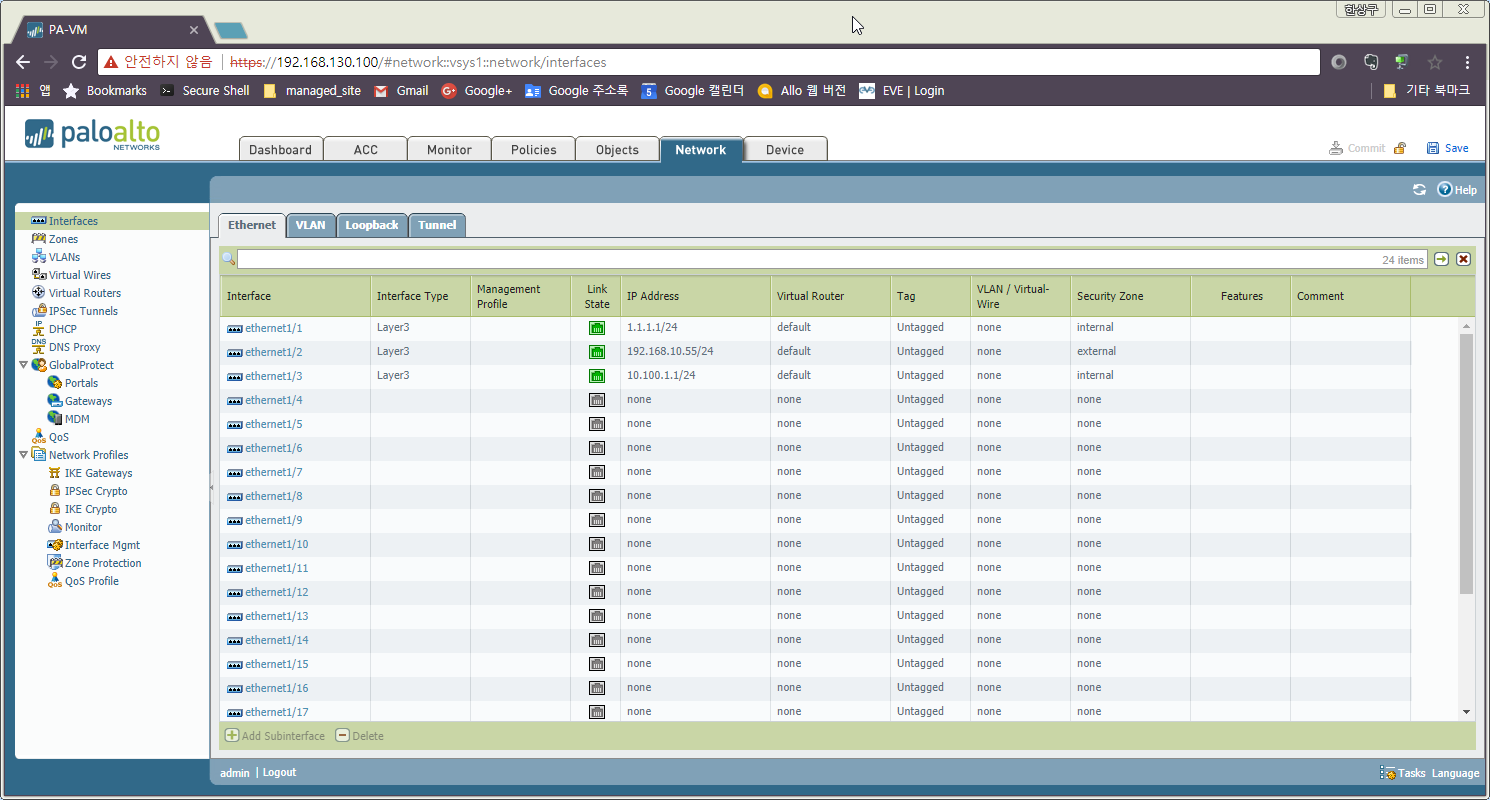 한상구
PA-VM
안전하지 않음 https://192.168.130.100/#network::vsys1::network/interfaces
앱 Bookmarks Secure Shell managed_site Gmail Google+ Google 주소록 5 Google 캘린더 Allo 웹 버전 EVE | Login 기타 북마크
paloalto NETWORKS
Dashboard ACC Monitor Policies Objects Network Device
Commit Save
Help
Interfaces
Zones
VLANs
Virtual Wires
Virtual Routers
IPSec Tunnels
IP DHCP
DNS DNS Proxy
GlobalProtect
Portals
Gateways
MDM
QoS
Network Profiles
IKE Gateways
IPSec Crypto
IKE Crypto
Monitor
Interface Mgmt
Zone Protection
QoS Profile
Ethernet VLAN Loopback Tunnel
24 items
Interface Interface Type Management Profile Link State IP Address Virtual Router Tag VLAN / Virtual-Wire Security Zone Features Comment
ethernet1/1 Layer3 1.1.1.1/24 default Untagged none internal
ethernet1/2 Layer3 192.168.10.55/24 default Untagged none external
ethernet1/3 Layer3 10.100.1.1/24 default Untagged none internal
ethernet1/4 none none Untagged none none
ethernet1/5 none none Untagged none none
ethernet1/6 none none Untagged none none
ethernet1/7 none none Untagged none none
ethernet1/8 none none Untagged none none
ethernet1/9 none none Untagged none none
ethernet1/10 none none Untagged none none
ethernet1/11 none none Untagged none none
ethernet1/12 none none Untagged none none
ethernet1/13 none none Untagged none none
ethernet1/14 none none Untagged none none
ethernet1/15 none none Untagged none none
ethernet1/16 none none Untagged none none
ethernet1/17 none none Untagged none none
Add Subinterface Delete
admin | Logout
Tasks Language